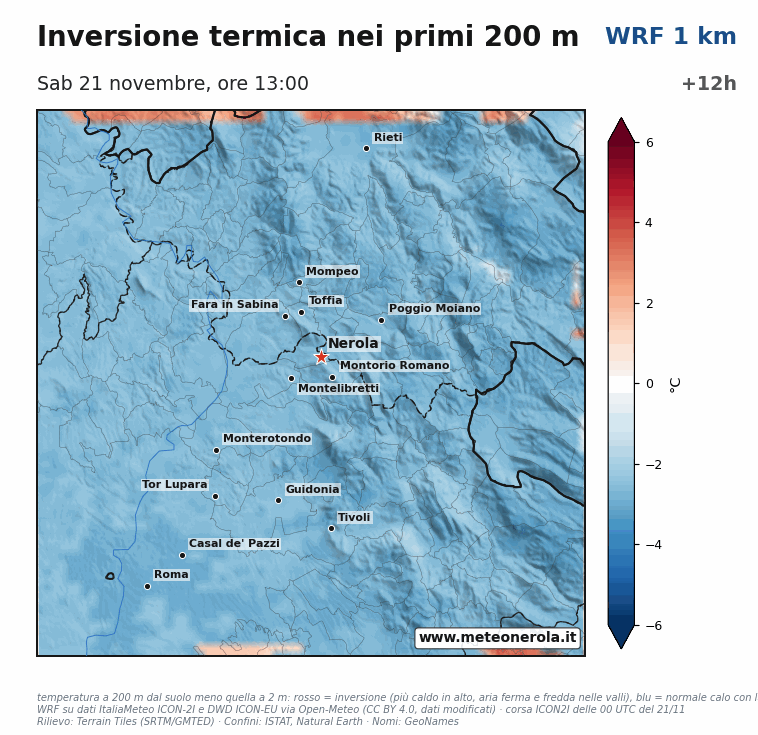 Inversione termica nei primi 200 m WRF 1 km
Sab 21 novembre, ore 13:00 +12h
Rieti
Mompeo
Toffia
Fara in Sabina
Poggio Moiano
Nerola
Montorio Romano
Montelibretti
Monterotondo
Tor Lupara
Guidonia
Tivoli
Casal de' Pazzi
Roma
www.meteonerola.it
6
4
2
0
−2
−4
−6
°C
temperatura a 200 m dal suolo meno quella a 2 m: rosso = inversione (più caldo in alto, aria ferma e fredda nelle valli), blu = normale calo con l
WRF su dati ItaliaMeteo ICON-2I e DWD ICON-EU via Open-Meteo (CC BY 4.0, dati modificati) · corsa ICON2I delle 00 UTC del 21/11
Rilievo: Terrain Tiles (SRTM/GMTED) · Confini: ISTAT, Natural Earth · Nomi: GeoNames